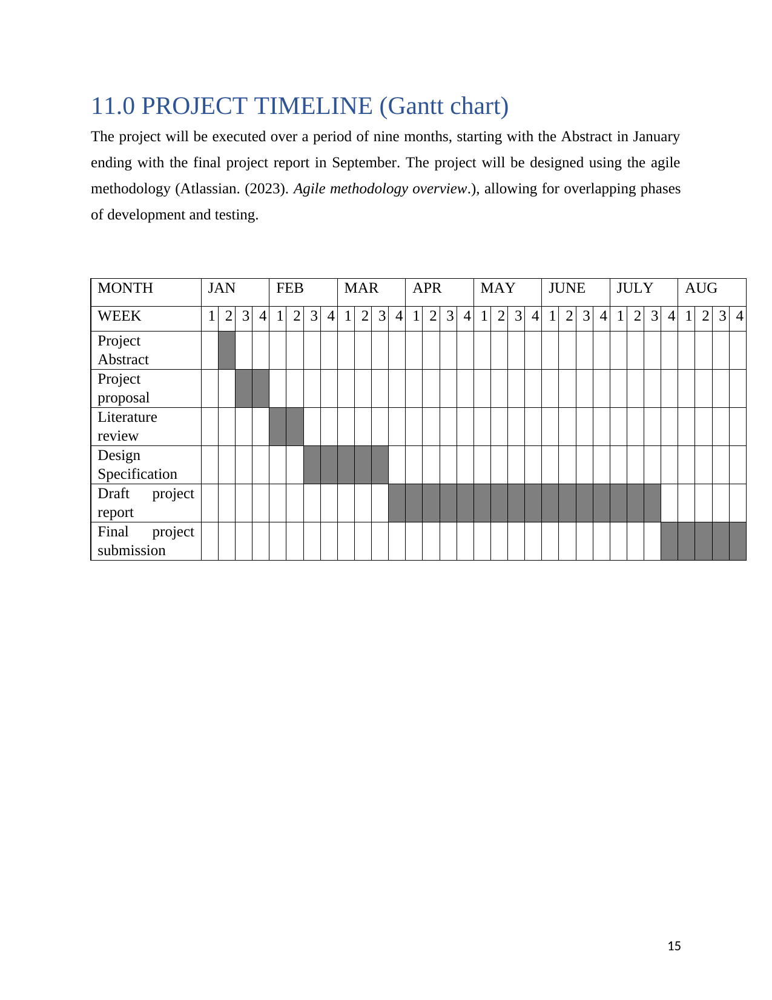 11.0 PROJECT TIMELINE (Gantt chart)
The project will be executed over a period of nine months, starting with the Abstract in January
ending with the final project report in September. The project will be designed using the agile
methodology (Atlassian. (2023). Agile methodology overview.), allowing for overlapping phases
of development and testing.
MONTH JAN FEB MAR APR MAY JUNE JULY AUG
WEEK 1 2 3 4 1 2 3 4 1 2 3 4 1 2 3 4 1 2 3 4 1 2 3 4 1 2 3 4 1 2 3 4
Project
Abstract
Project
proposal
Literature
review
Design
Specification
Draft project
report
Final project
submission
15